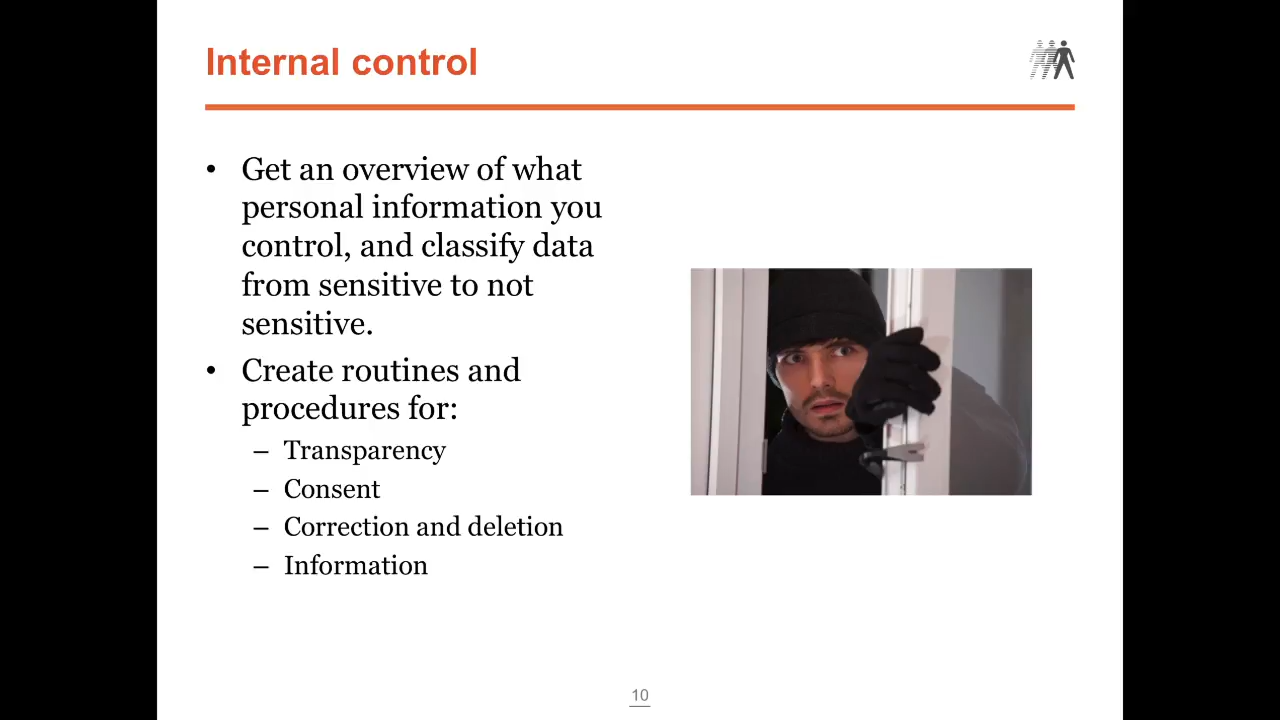 Internal control
• Get an overview of what
personal information you
control, and classify data
from sensitive to not
sensitive.
• Create routines and
procedures for:
– Transparency
– Consent
– Correction and deletion
– Information
10